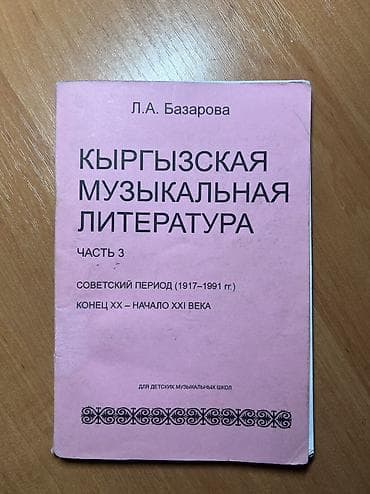 Л.А. Базарова
КЫРГЫЗСКАЯ
МУЗЫКАЛЬНАЯ
ЛИТЕРАТУРА
ЧАСТЬ 3
СОВЕТСКИЙ ПЕРИОД (1917–1991 гг.)
КОНЕЦ XX – НАЧАЛО XXI ВЕКА
ДЛЯ ДЕТСКИХ МУЗЫКАЛЬНЫХ ШКОЛ